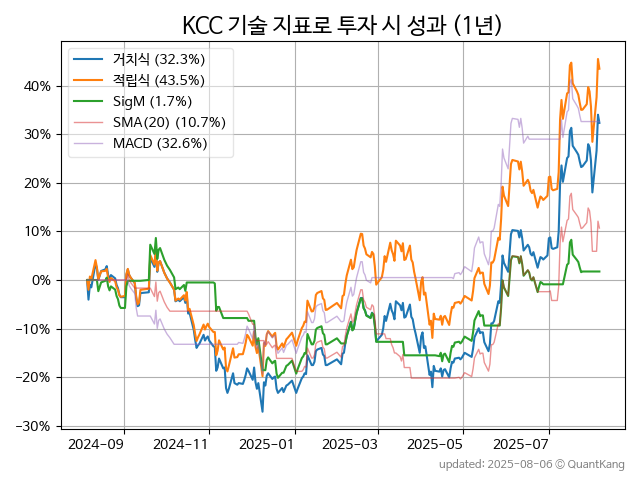 KCC 기술 지표로 투자 시 성과 (1년)
거치식 (32.3%)
적립식 (43.5%)
SigM (1.7%)
SMA(20) (10.7%)
MACD (32.6%)
40%
30%
20%
10%
0%
−10%
−20%
−30%
2024-09 2024-11 2025-01 2025-03 2025-05 2025-07
updated: 2025-08-06 © QuantKang